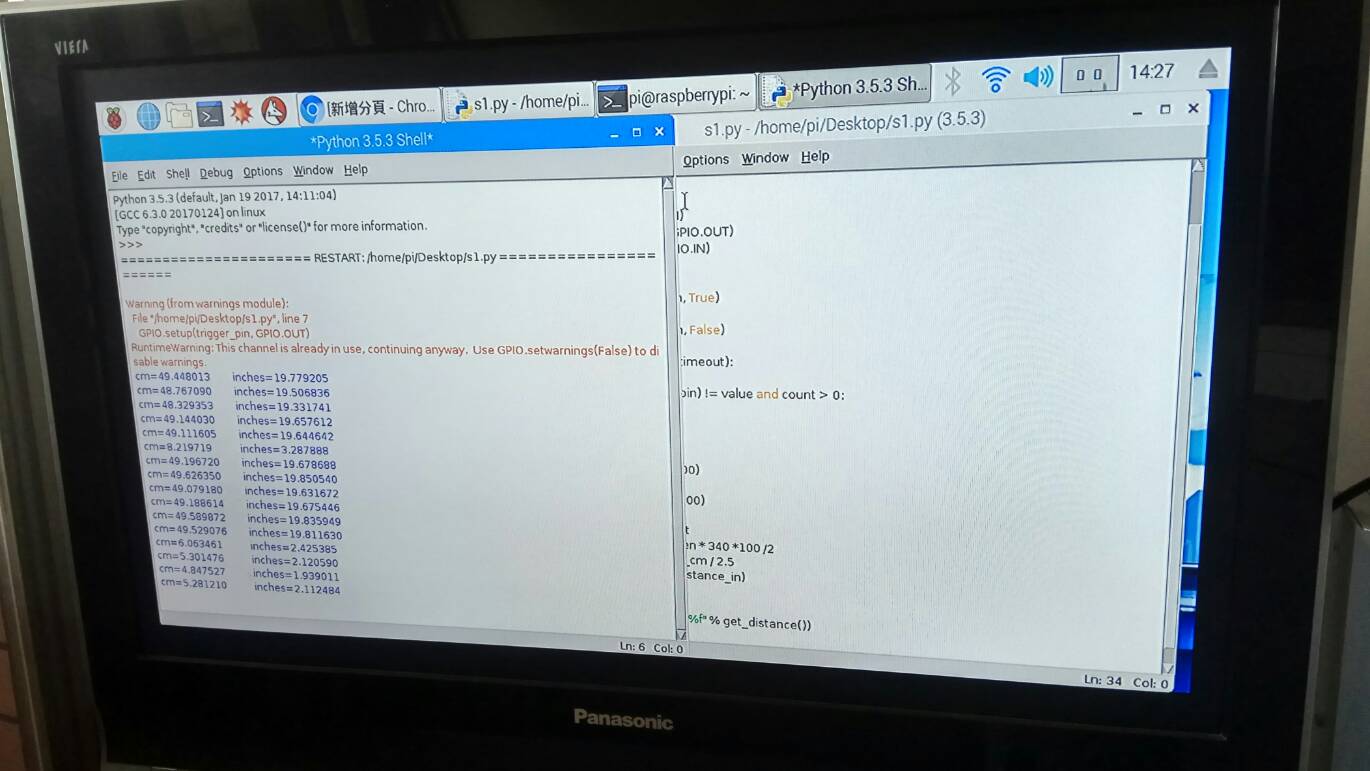 VIERA
[新增分頁 - Chro...
s1.py - /home/pi...
pi@raspberrypi: ~
*Python 3.5.3 Sh...
14:27
*Python 3.5.3 Shell*
File Edit Shell Debug Options Window Help
Python 3.5.3 (default, Jan 19 2017, 14:11:04)
[GCC 6.3.0 20170124] on linux
Type "copyright", "credits" or "license()" for more information.
>>>
====================== RESTART: /home/pi/Desktop/s1.py ==================
======
Warning (from warnings module):
File "/home/pi/Desktop/s1.py", line 7
GPIO.setup(trigger_pin, GPIO.OUT)
RuntimeWarning: This channel is already in use, continuing anyway.  Use GPIO.setwarnings(False) to di
sable warnings.
cm=49.448013 inches=19.779205
cm=48.767090 inches=19.506836
cm=48.329353 inches=19.331741
cm=49.144030 inches=19.657612
cm=49.111605 inches=19.644642
cm=8.219719 inches=3.287888
cm=49.196720 inches=19.678688
cm=49.626350 inches=19.850540
cm=49.079180 inches=19.631672
cm=49.188614 inches=19.675446
cm=49.589872 inches=19.835949
cm=49.529076 inches=19.811630
cm=6.063461 inches=2.425385
cm=5.301476 inches=2.120590
cm=4.847527 inches=1.939011
cm=5.281210 inches=2.112484
Ln: 6 Col: 0
s1.py - /home/pi/Desktop/s1.py (3.5.3)
Options Window Help
PIO.OUT)
IO.IN)
, True)
, False)
timeout):
pin) != value and count > 0:
00)
00)
t
en * 340 *100 /2
_cm / 2.5
stance_in)
%f" % get_distance())
Ln: 34 Col: 0
Panasonic